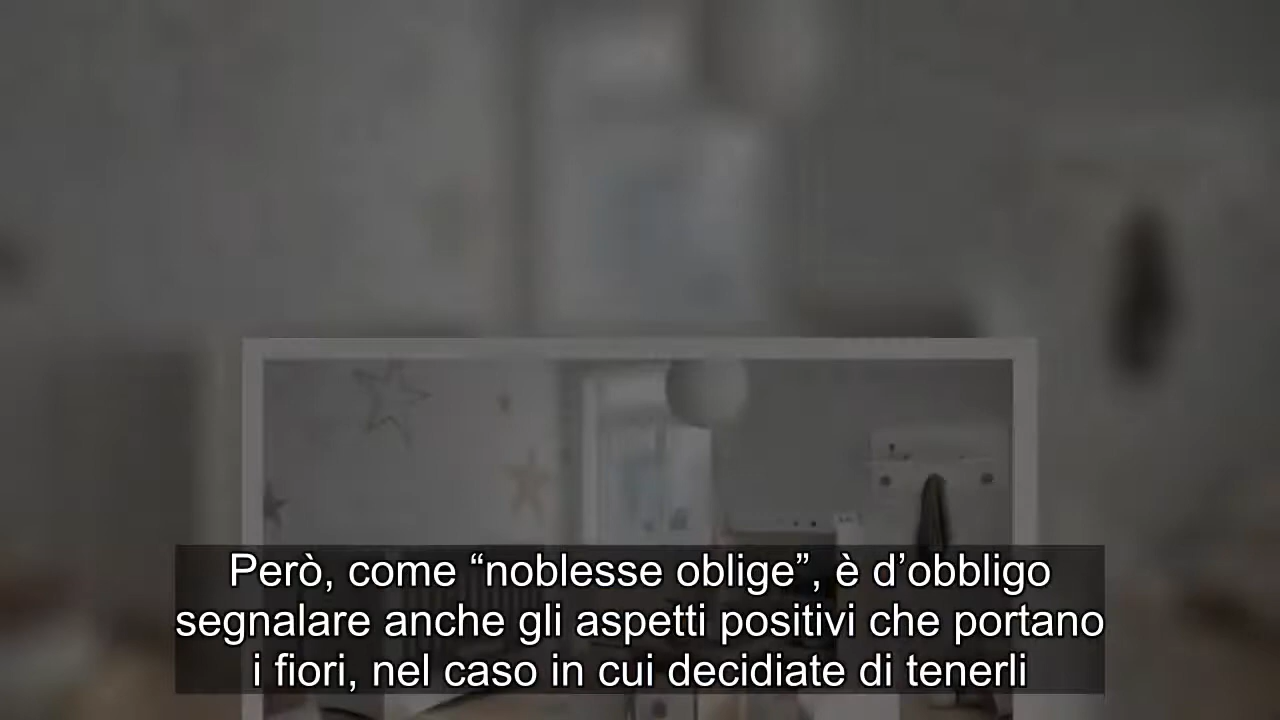 Però, come “noblesse oblige”, è d’obbligo
segnalare anche gli aspetti positivi che portano
i fiori, nel caso in cui decidiate di tenerli